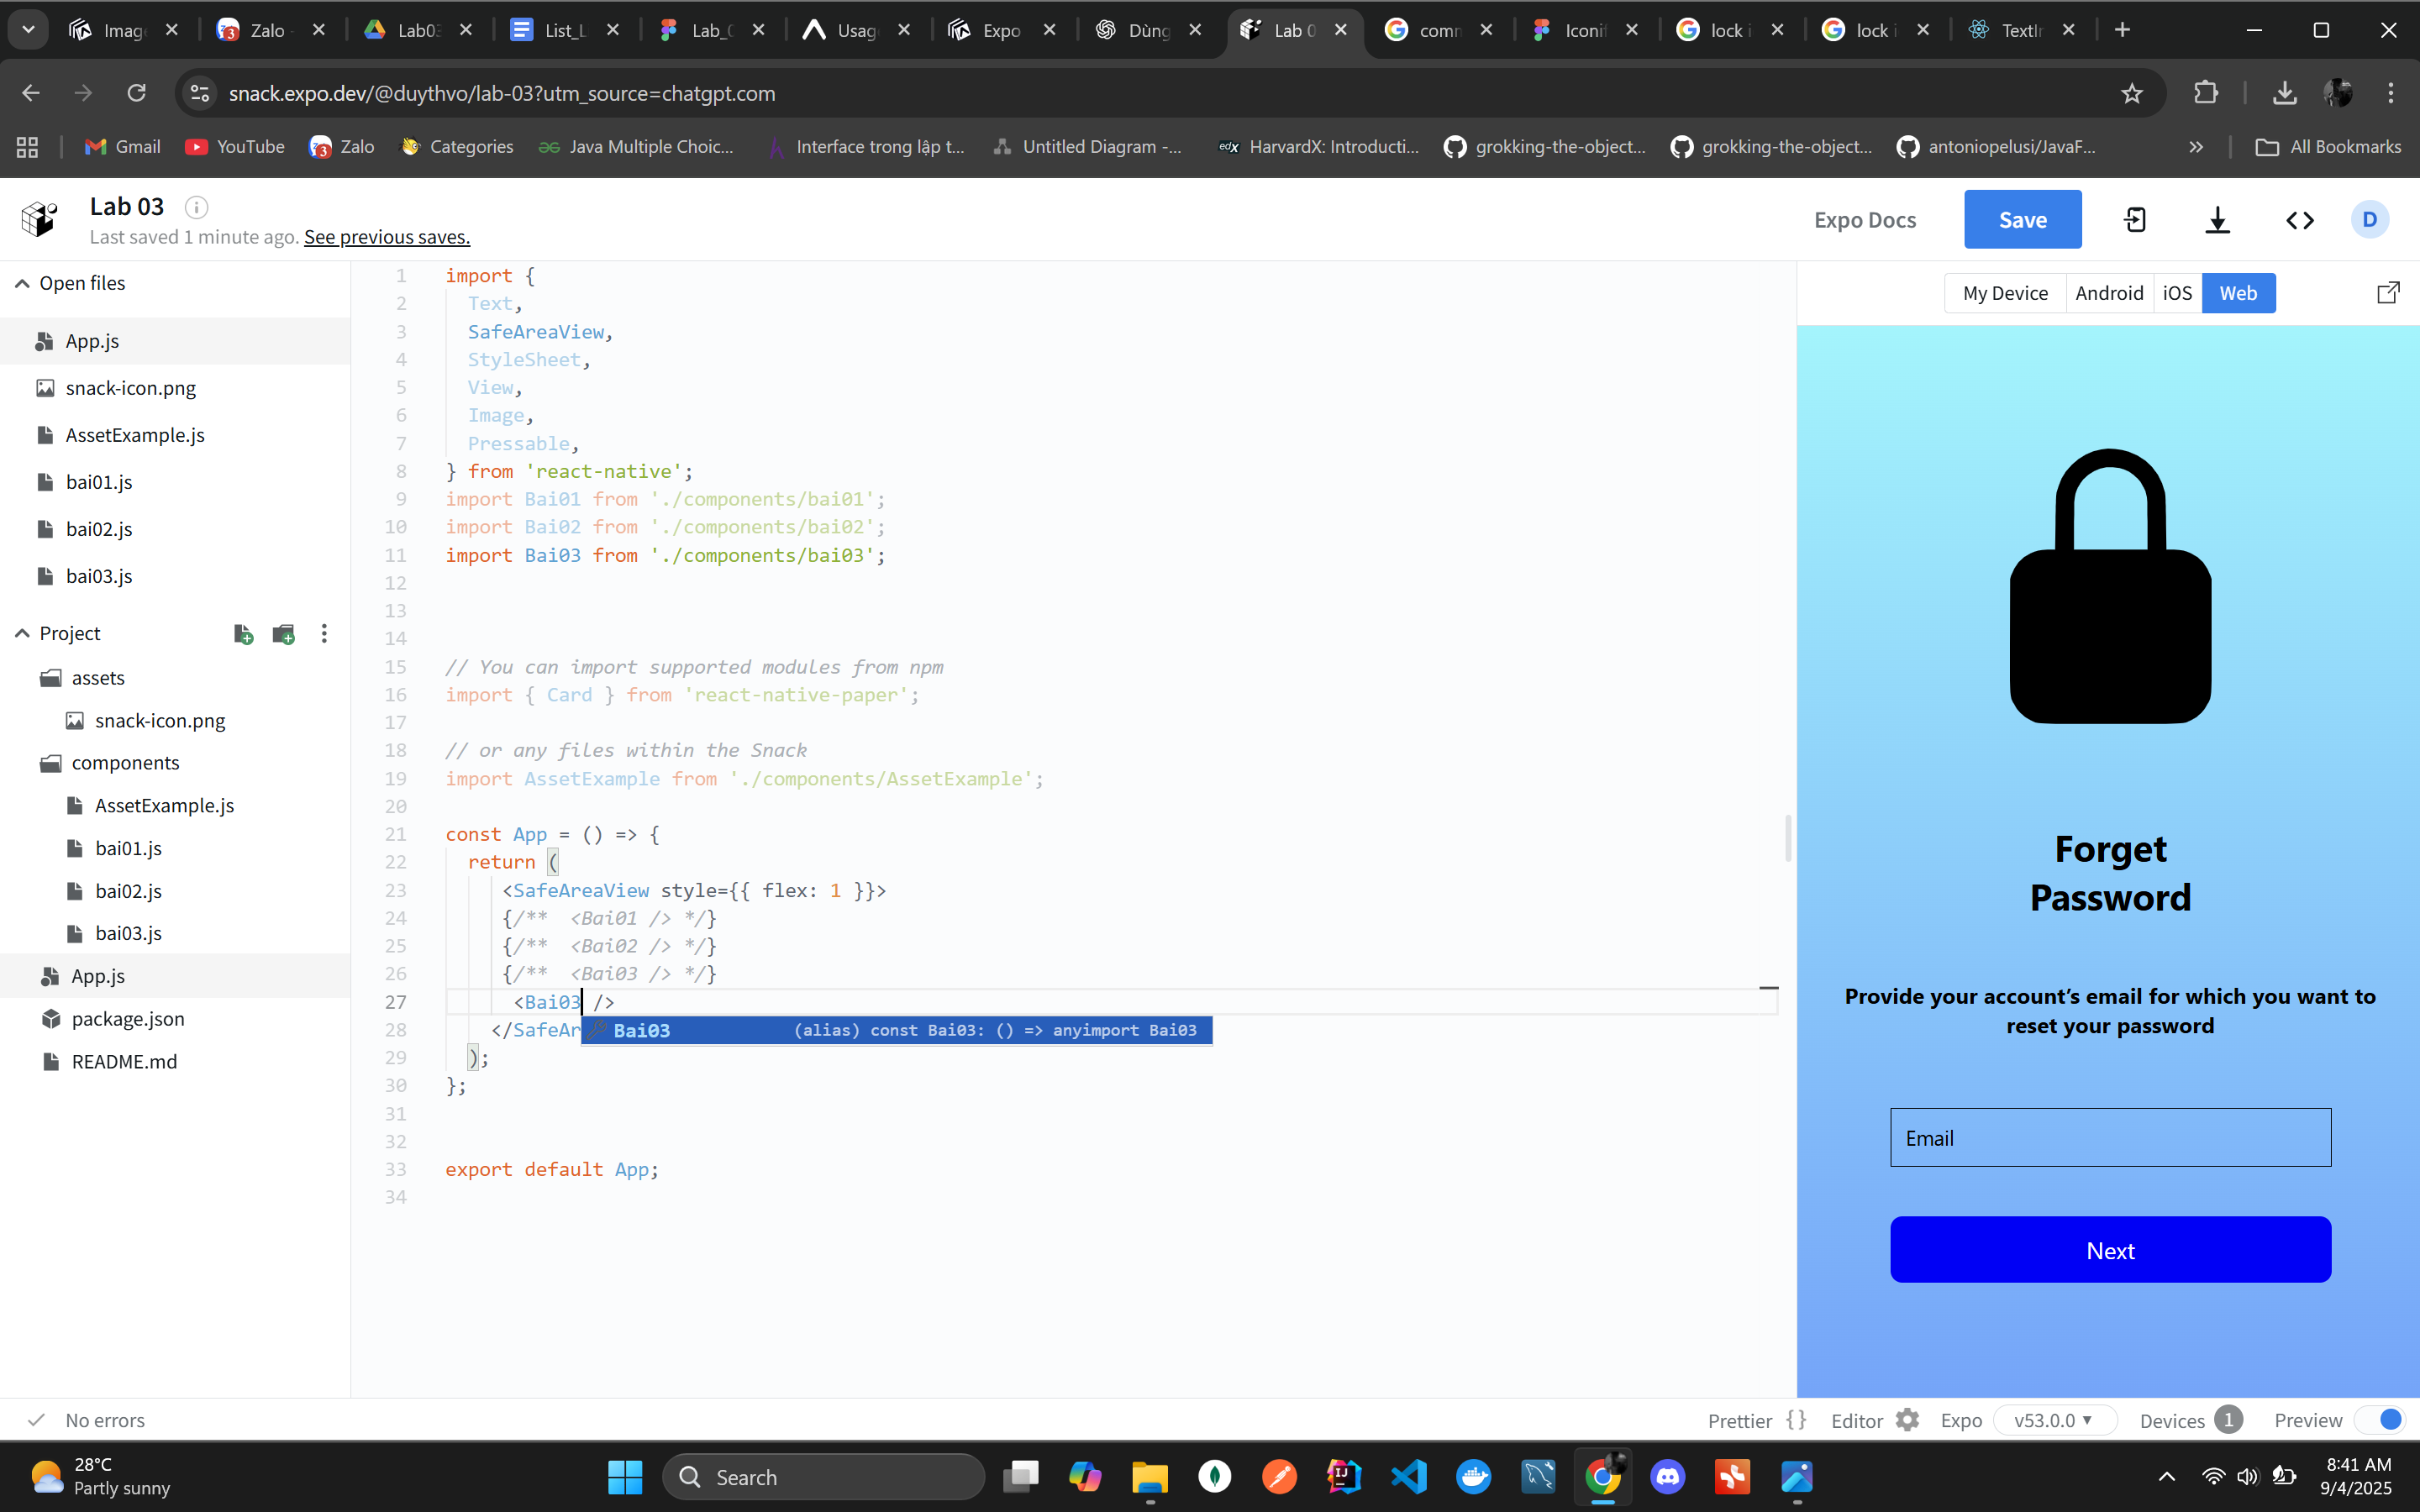 Imag
Zalo
Lab03
List_L
Lab_0
Usag
Expo
Dùng
Lab 0
comm
Iconif
lock i
lock i
TextIn
snack.expo.dev/@duythvo/lab-03?utm_source=chatgpt.com
Gmail
YouTube
Zalo
Categories
Java Multiple Choic...
Interface trong lập t...
Untitled Diagram -...
edX
HarvardX: Introducti...
grokking-the-object...
grokking-the-object...
antoniopelusi/JavaF...
All Bookmarks
Lab 03
Last saved 1 minute ago. See previous saves.
Expo Docs
Save
D
Open files
App.js
snack-icon.png
AssetExample.js
bai01.js
bai02.js
bai03.js
Project
assets
snack-icon.png
components
AssetExample.js
bai01.js
bai02.js
bai03.js
App.js
package.json
README.md
1 import {
2 Text,
3 SafeAreaView,
4 StyleSheet,
5 View,
6 Image,
7 Pressable,
8 } from 'react-native';
9 import Bai01 from './components/bai01';
10 import Bai02 from './components/bai02';
11 import Bai03 from './components/bai03';
12
13
14
15 // You can import supported modules from npm
16 import { Card } from 'react-native-paper';
17
18 // or any files within the Snack
19 import AssetExample from './components/AssetExample';
20
21 const App = () => {
22 return (
23 <SafeAreaView style={{ flex: 1 }}>
24 {/** <Bai01 /> */}
25 {/** <Bai02 /> */}
26 {/** <Bai03 /> */}
27 <Bai03 />
28 </SafeAr
Bai03 (alias) const Bai03: () => anyimport Bai03
29 );
30 };
31
32
33 export default App;
34
My Device
Android
iOS
Web
Forget
Password
Provide your account’s email for which you want to
reset your password
Email
Next
No errors
Prettier { }
Editor
Expo
v53.0.0
Devices 1
Preview
28°C
Partly sunny
Search
8:41 AM
9/4/2025